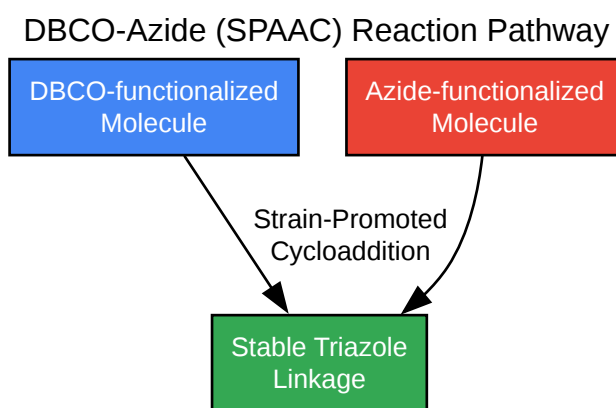 DBCO-Azide (SPAAC) Reaction Pathway
DBCO-functionalized
Molecule
Azide-functionalized
Molecule
Strain-Promoted
Cycloaddition
Stable Triazole
Linkage